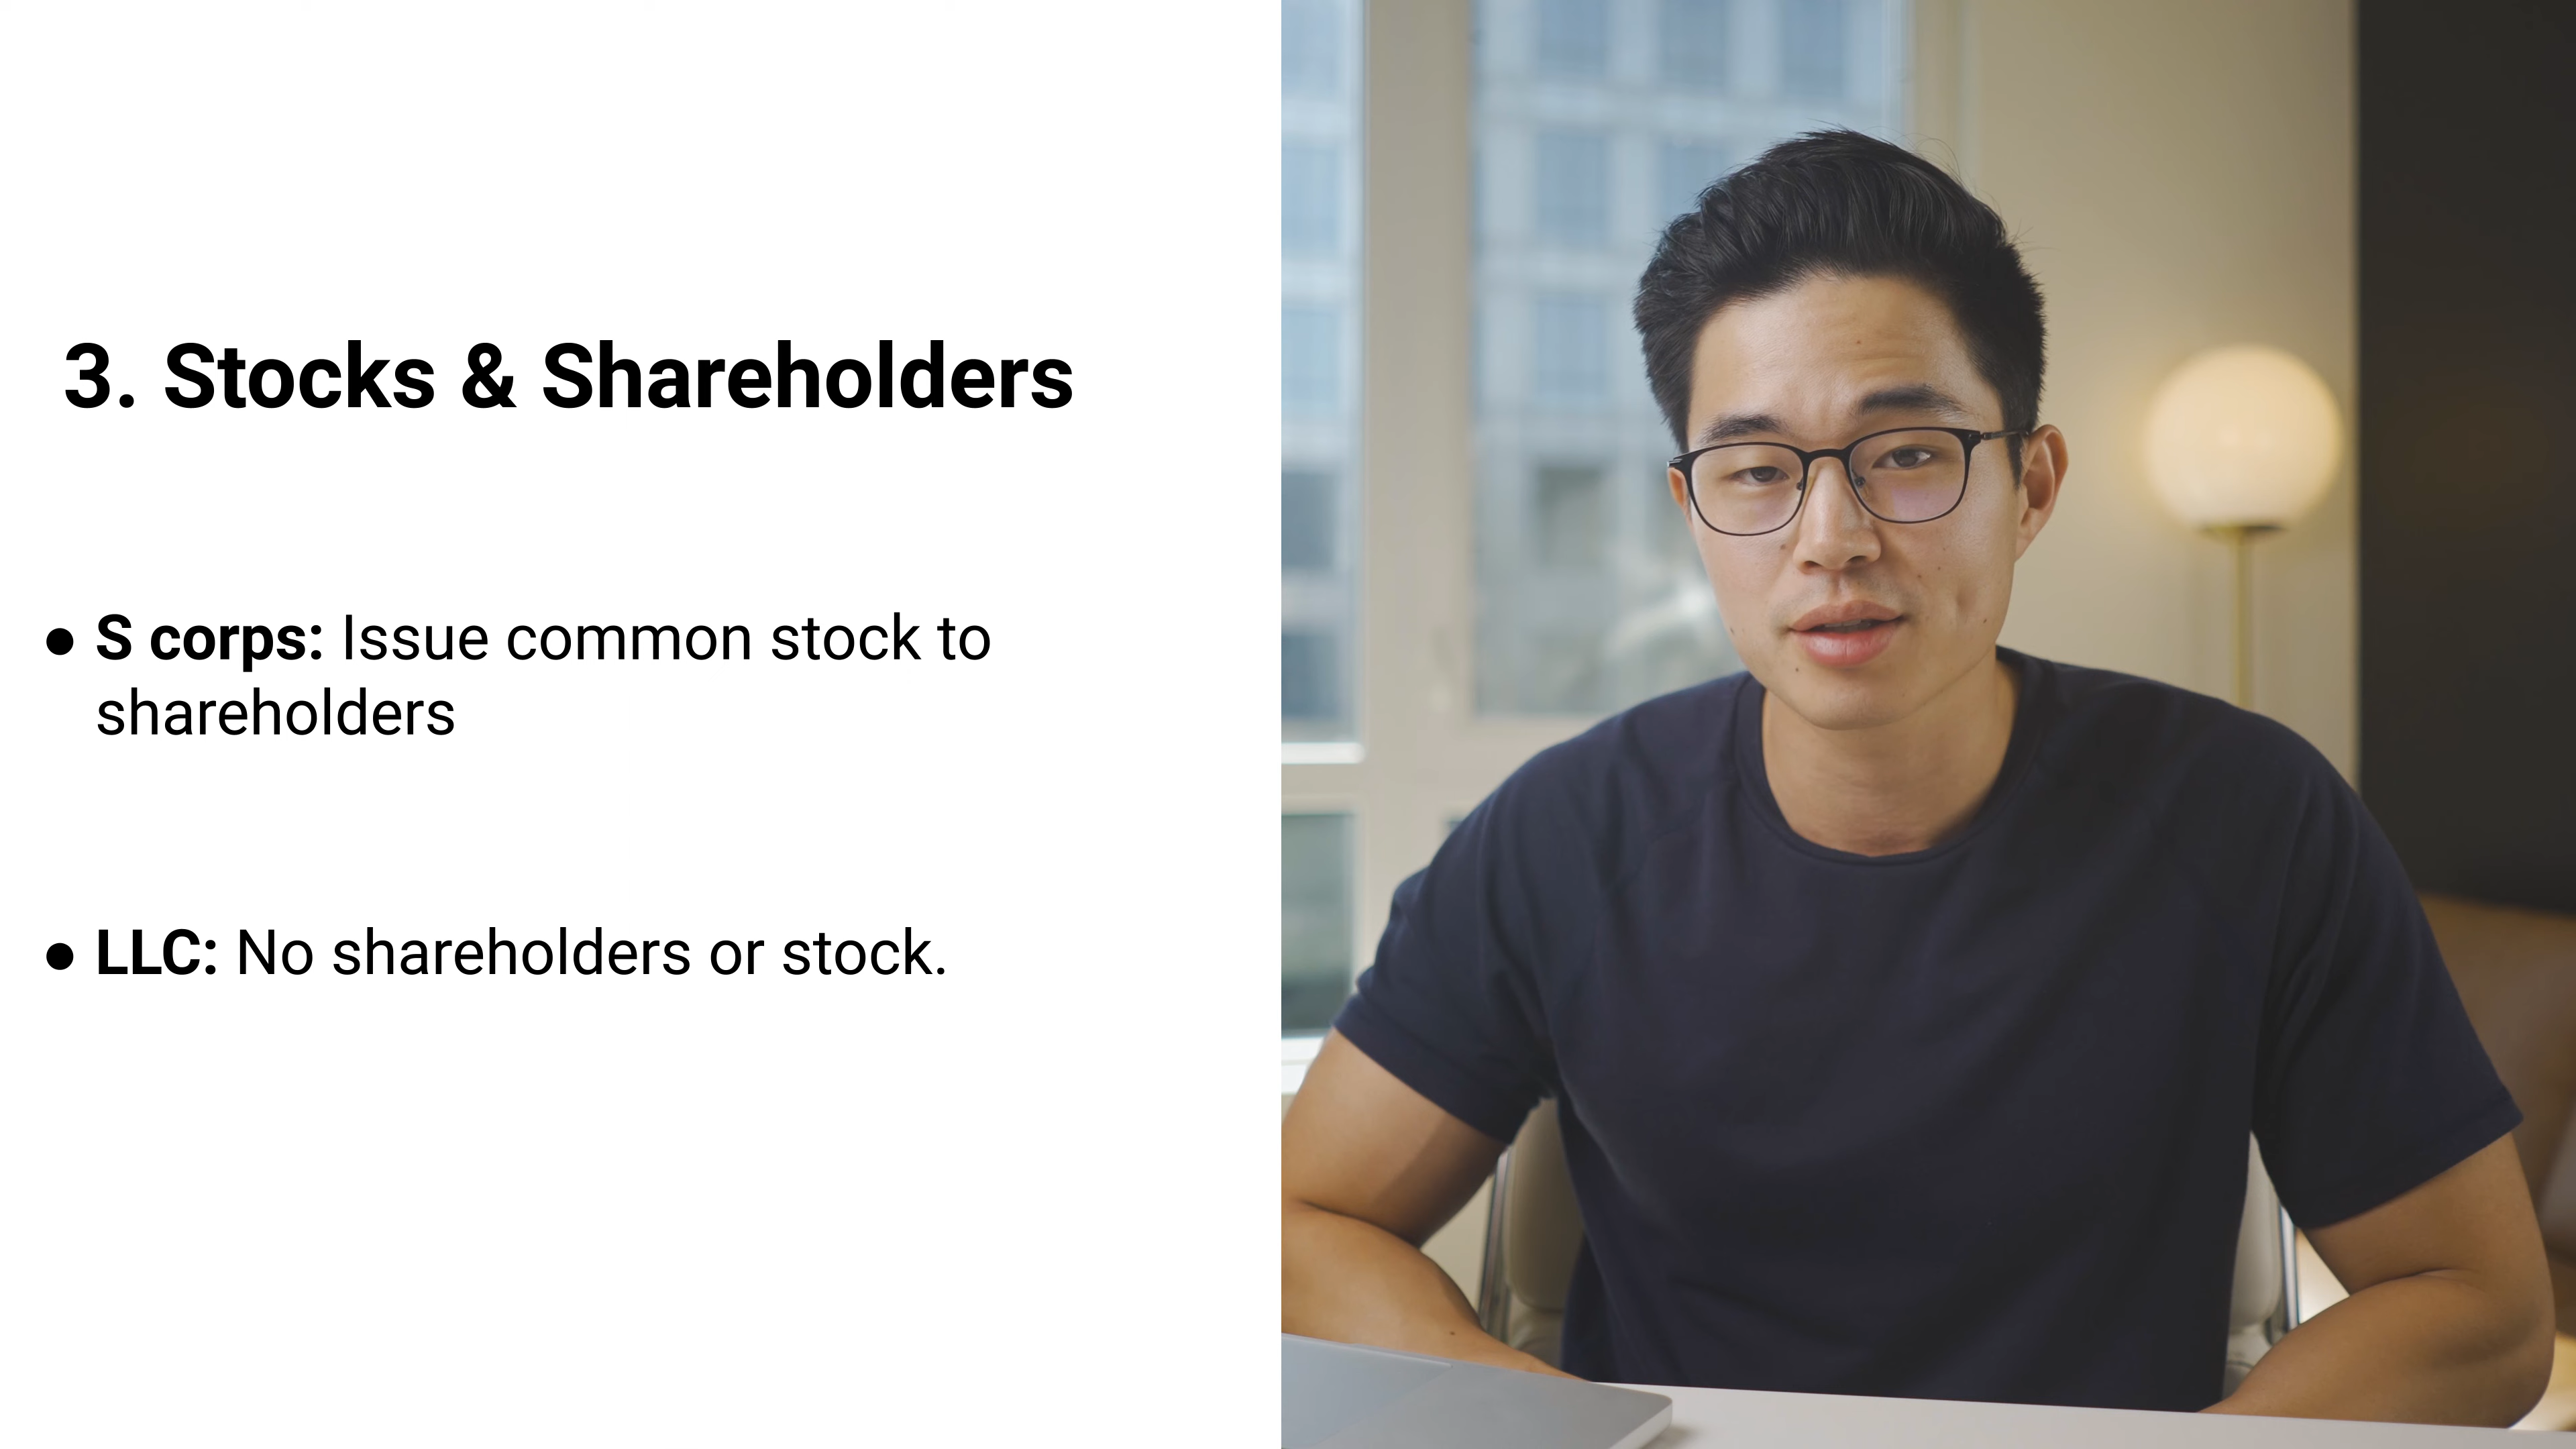 3. Stocks & Shareholders
● S corps: Issue common stock to
shareholders
● LLC: No shareholders or stock.